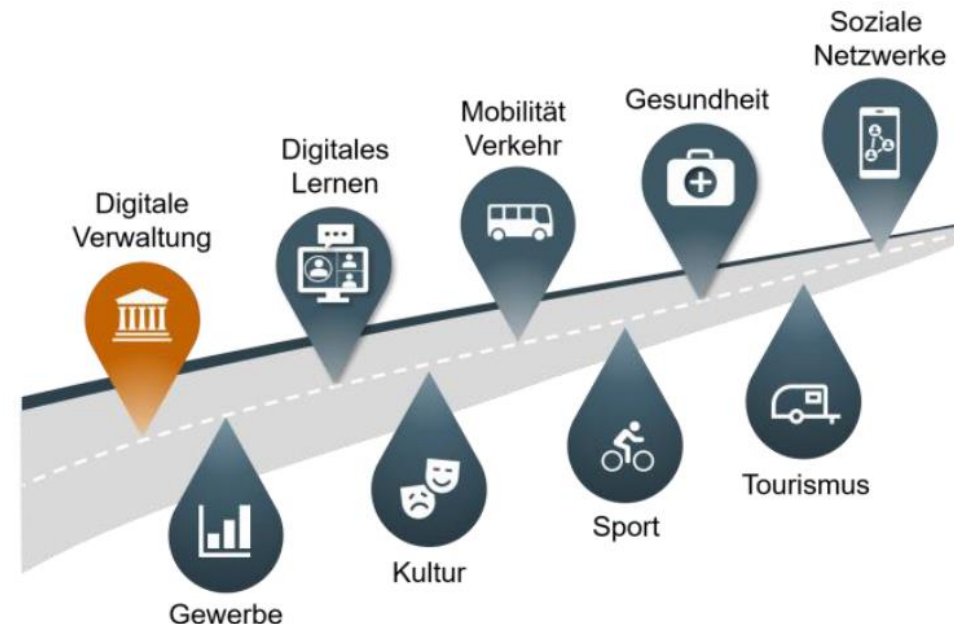 Digitale
Verwaltung
Digitales
Lernen
Mobilität
Verkehr
Gesundheit
Soziale
Netzwerke
Gewerbe
Kultur
Sport
Tourismus